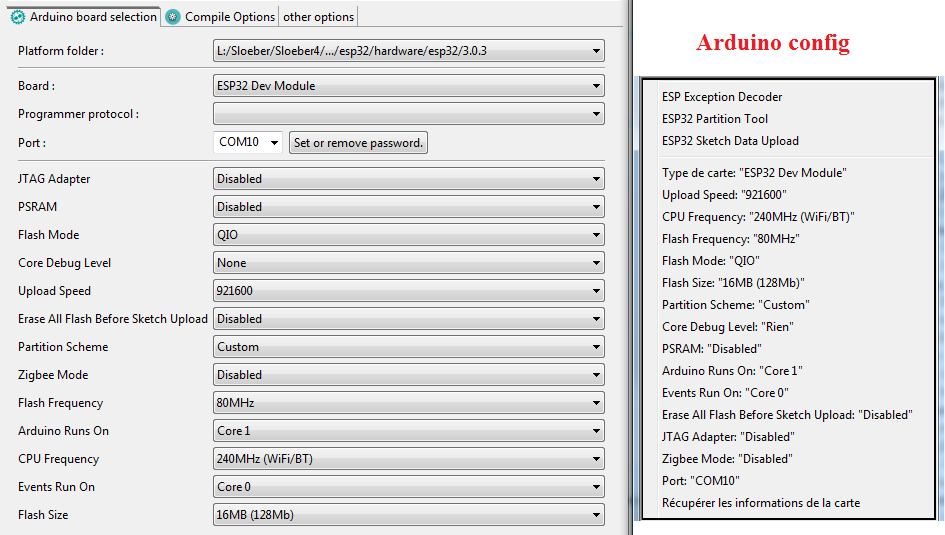 Arduino board selection
Compile Options
other options
Platform folder :
L:/Sloeber/Sloeber4/.../esp32/hardware/esp32/3.0.3
Board :
ESP32 Dev Module
Programmer protocol :
Port :
COM10
Set or remove password.
JTAG Adapter
Disabled
PSRAM
Disabled
Flash Mode
QIO
Core Debug Level
None
Upload Speed
921600
Erase All Flash Before Sketch Upload
Disabled
Partition Scheme
Custom
Zigbee Mode
Disabled
Flash Frequency
80MHz
Arduino Runs On
Core 1
CPU Frequency
240MHz (WiFi/BT)
Events Run On
Core 0
Flash Size
16MB (128Mb)
Arduino config
ESP Exception Decoder
ESP32 Partition Tool
ESP32 Sketch Data Upload
Type de carte: "ESP32 Dev Module"
Upload Speed: "921600"
CPU Frequency: "240MHz (WiFi/BT)"
Flash Frequency: "80MHz"
Flash Mode: "QIO"
Flash Size: "16MB (128Mb)"
Partition Scheme: "Custom"
Core Debug Level: "Rien"
PSRAM: "Disabled"
Arduino Runs On: "Core 1"
Events Run On: "Core 0"
Erase All Flash Before Sketch Upload: "Disabled"
JTAG Adapter: "Disabled"
Zigbee Mode: "Disabled"
Port: "COM10"
Récupérer les informations de la carte